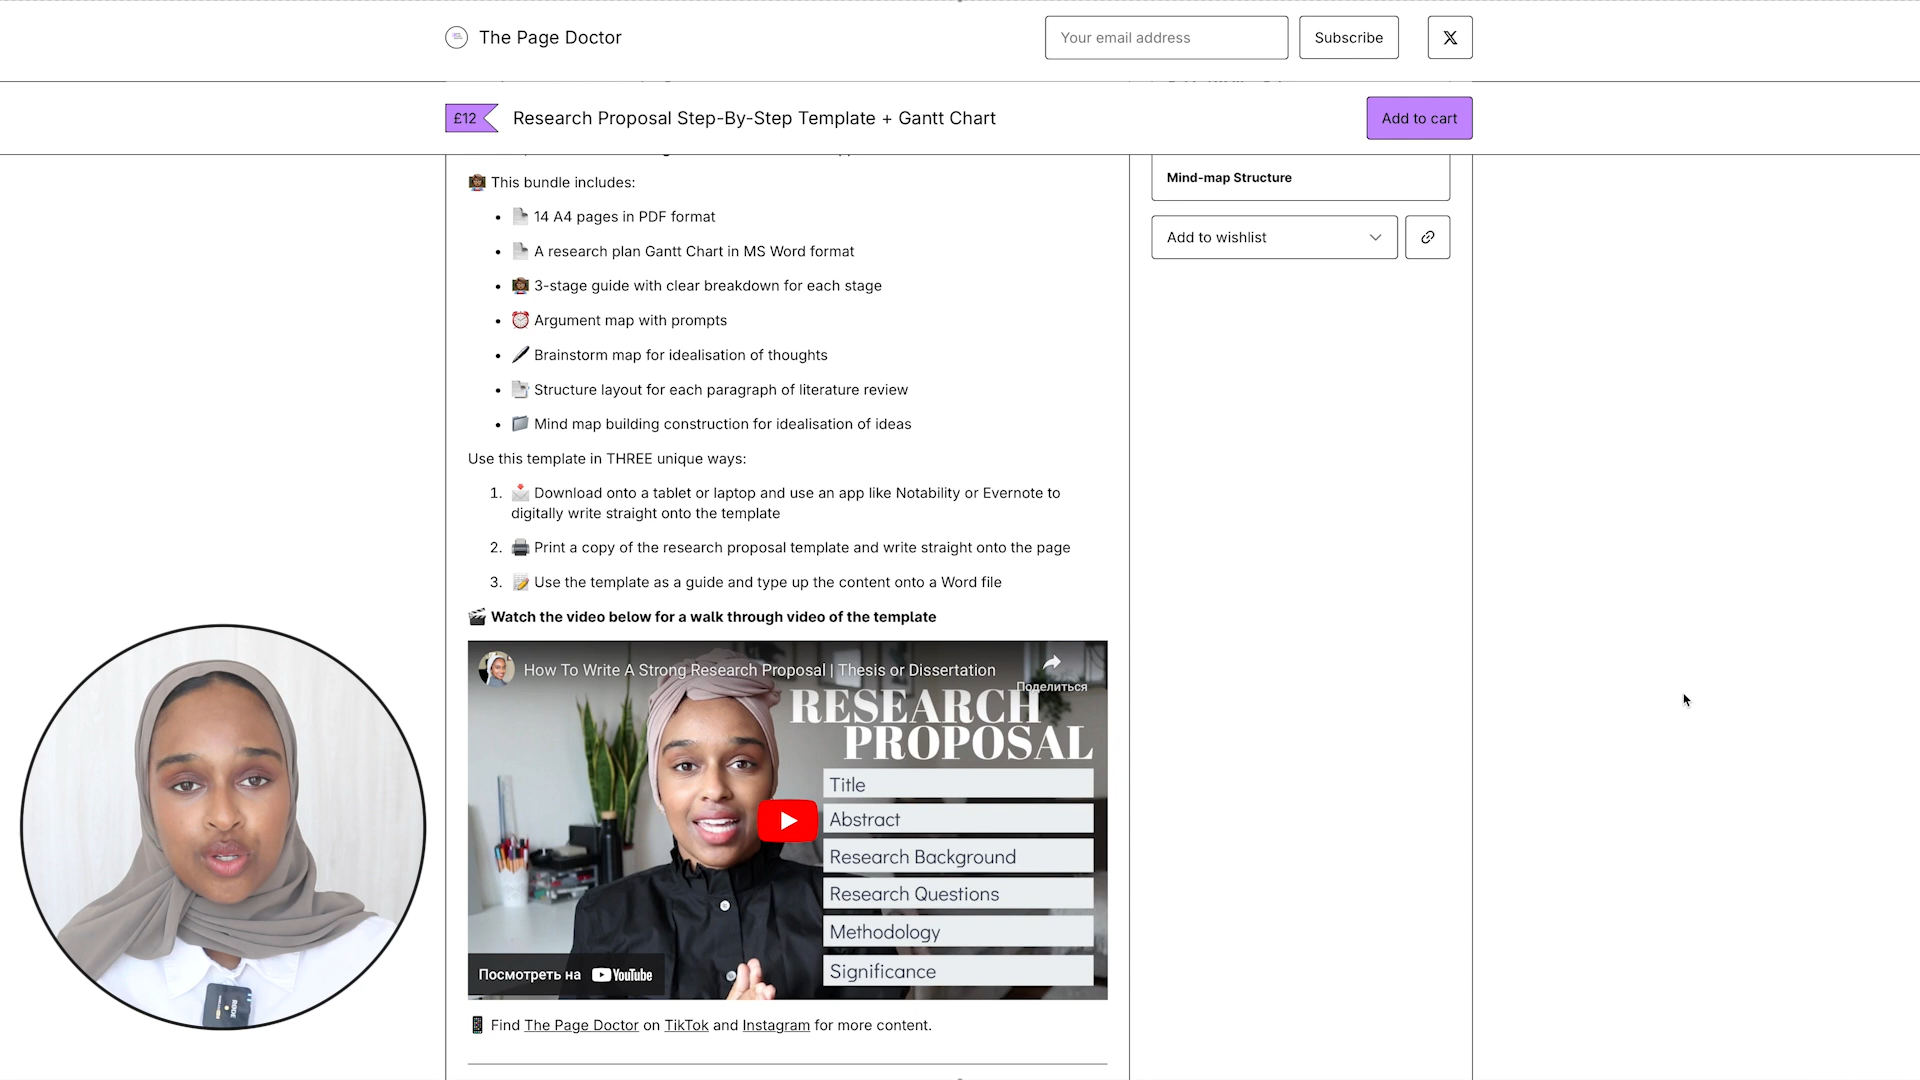 The Page Doctor
Your email address
Subscribe
£12
Research Proposal Step-By-Step Template + Gantt Chart
Add to cart
This bundle includes:
14 A4 pages in PDF format
A research plan Gantt Chart in MS Word format
3-stage guide with clear breakdown for each stage
Argument map with prompts
Brainstorm map for idealisation of thoughts
Structure layout for each paragraph of literature review
Mind map building construction for idealisation of ideas
Use this template in THREE unique ways:
1. Download onto a tablet or laptop and use an app like Notability or Evernote to
digitally write straight onto the template
2. Print a copy of the research proposal template and write straight onto the page
3. Use the template as a guide and type up the content onto a Word file
Watch the video below for a walk through video of the template
How To Write A Strong Research Proposal | Thesis or Dissertation
Поделиться
RESEARCH
PROPOSAL
Title
Abstract
Research Background
Research Questions
Methodology
Significance
Посмотреть на YouTube
Find The Page Doctor on TikTok and Instagram for more content.
Mind-map Structure
Add to wishlist
RØDE